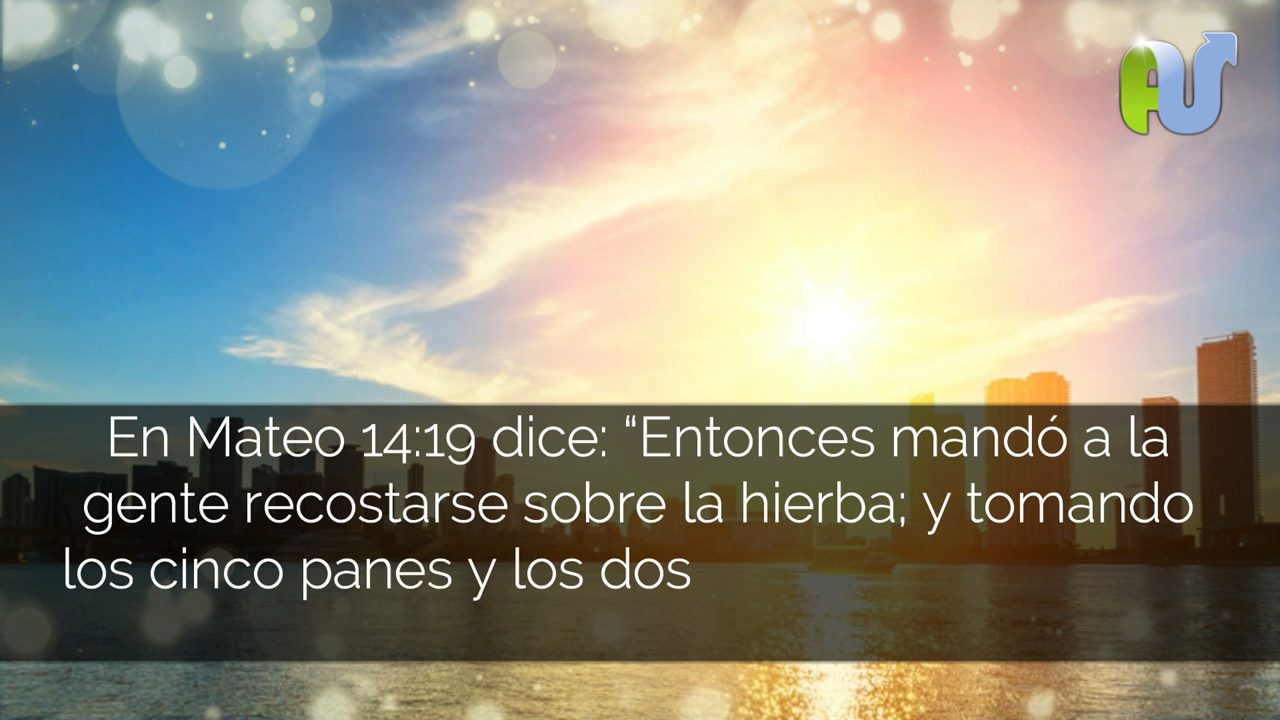 AU
En Mateo 14:19 dice: “Entonces mandó a la
gente recostarse sobre la hierba; y tomando
los cinco panes y los dos